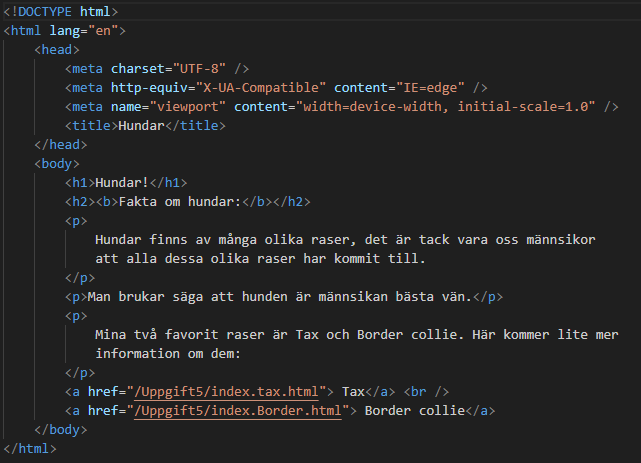 <!DOCTYPE html>
<html lang="en">
<head>
<meta charset="UTF-8" />
<meta http-equiv="X-UA-Compatible" content="IE=edge" />
<meta name="viewport" content="width=device-width, initial-scale=1.0" />
<title>Hundar</title>
</head>
<body>
<h1>Hundar!</h1>
<h2><b>Fakta om hundar:</b></h2>
<p>
Hundar finns av många olika raser, det är tack vara oss männsikor
att alla dessa olika raser har kommit till.
</p>
<p>Man brukar säga att hunden är männsikan bästa vän.</p>
<p>
Mina två favorit raser är Tax och Border collie. Här kommer lite mer
information om dem:
</p>
<a href="/Uppgift5/index.tax.html"> Tax</a> <br />
<a href="/Uppgift5/index.Border.html"> Border collie</a>
</body>
</html>